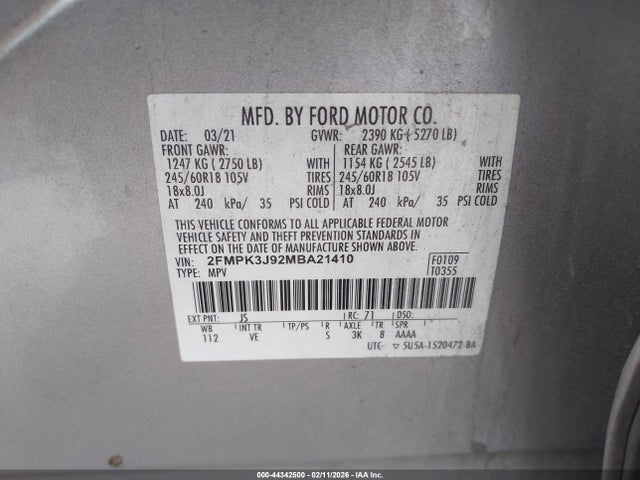 MFD. BY FORD MOTOR CO.
DATE: 03/21 GVWR: 2390 KG ( 5270 LB)
FRONT GAWR: REAR GAWR:
1247 KG ( 2750 LB) WITH 1154 KG ( 2545 LB) WITH
245/60R18 105V TIRES 245/60R18 105V TIRES
18x8.0J RIMS 18x8.0J RIMS
AT 240 kPa/ 35 PSI COLD AT 240 kPa/ 35 PSI COLD
THIS VEHICLE CONFORMS TO ALL APPLICABLE FEDERAL MOTOR
VEHICLE SAFETY AND THEFT PREVENTION STANDARDS IN
EFFECT ON THE DATE OF MANUFACTURE SHOWN ABOVE.
VIN: 2FMPK3J92MBA21410 F0109
TYPE: MPV T0355
EXT PNT: JS RC: 71 DSO:
WB INT TR TP/PS R AXLE TR SPR
112 VE S 3K 8 AAAA
UTC ▽ SU5A-1520472-BA
000-44342500 - 02/11/2026 - IAA Inc.